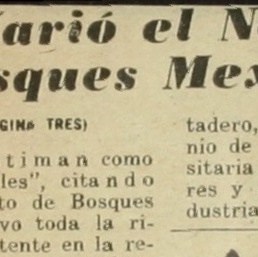 arió el N
sques Mex
GINA TRES)
timan como
les", citando
to de Bosques
vo toda la ri-
tente en la re-
tadero,
nio de
sitaria
res y
dustria